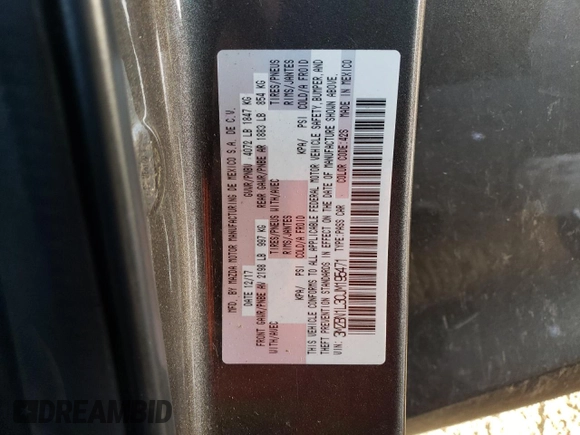 MFD. BY MAZDA MOTOR MANUFACTURING DE MEXICO S.A. DE C.V.
DATE 12/17 GVWR/PNBV 4072 LB 1847 KG
FRONT GAWR/PNBE AV 2198 LB 997 KG REAR GAWR/PNBE AR 1883 LB 854 KG
WITH/AVEC TIRES/PNEUS WITH/AVEC TIRES/PNEUS
RIMS/JANTES RIMS/JANTES
KPA/ PSI COLD/A FROID KPA/ PSI COLD/A FROID
THIS VEHICLE CONFORMS TO ALL APPLICABLE FEDERAL MOTOR VEHICLE SAFETY, BUMPER, AND
THEFT PREVENTION STANDARDS IN EFFECT ON THE DATE OF MANUFACTURE SHOWN ABOVE.
VIN: 3MZBN1L30JM195471 TYPE:PASS CAR COLOR CODE:42S MADE IN MEXICO
DREAMBID